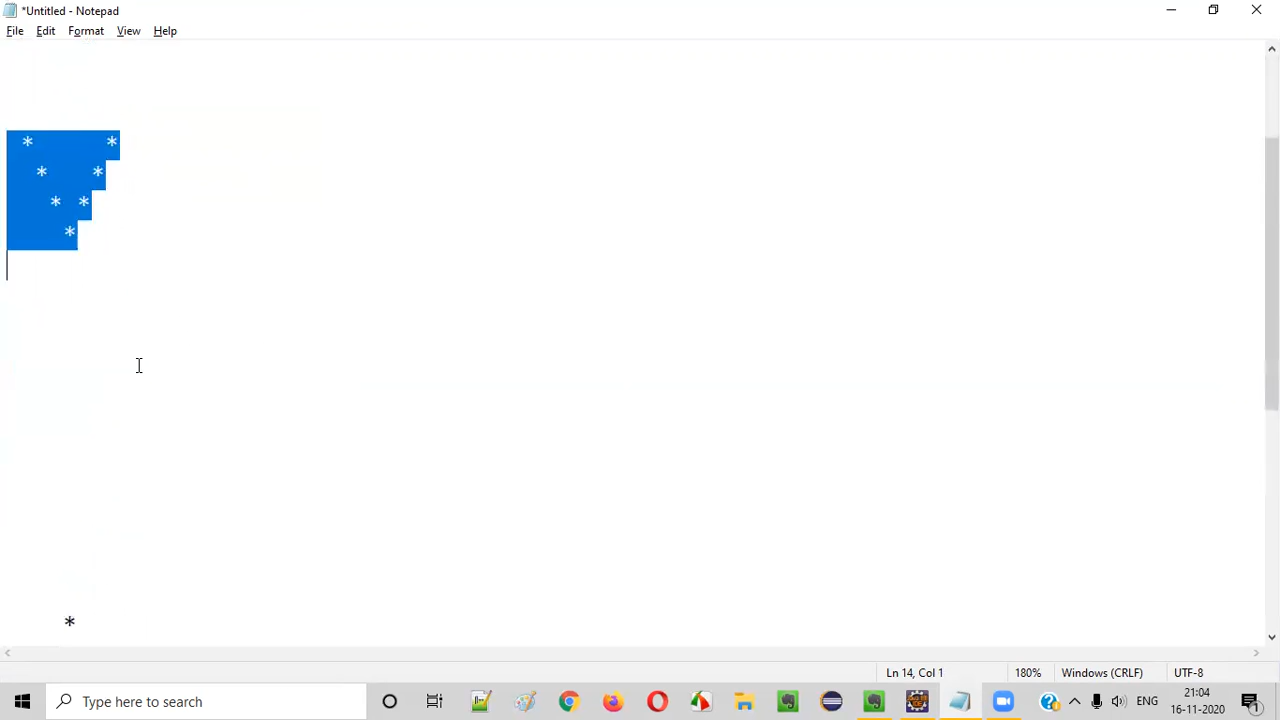 *Untitled - Notepad
File Edit Format View Help
*      *
*    *
* *
*
*
Ln 14, Col 1 180% Windows (CRLF) UTF-8
Type here to search
ENG
21:04
16-11-2020
1